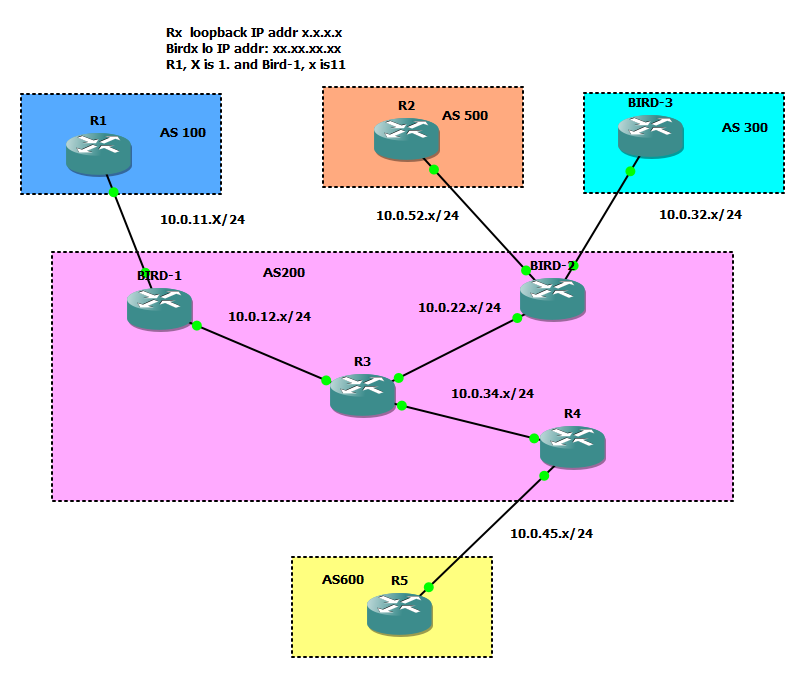 Rx loopback IP addr x.x.x.x
Birdx lo IP addr: xx.xx.xx.xx
R1, X is 1. and Bird-1, x is11
R1
AS 100
R2
AS 500
BIRD-3
AS 300
10.0.11.X/24
10.0.52.x/24
10.0.32.x/24
BIRD-1
AS200
BIRD-2
10.0.12.x/24
10.0.22.x/24
R3
10.0.34.x/24
R4
10.0.45.x/24
AS600
R5